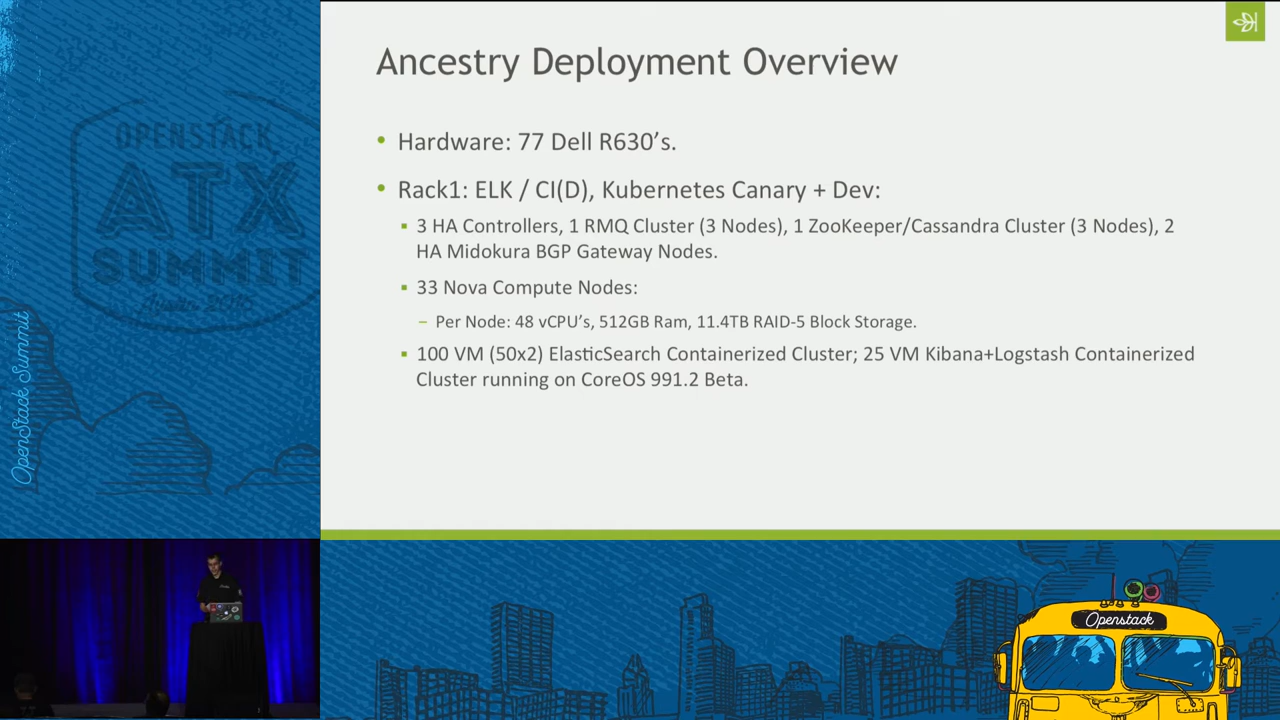 Ancestry Deployment Overview
• Hardware: 77 Dell R630’s.
• Rack1: ELK / CI(D), Kubernetes Canary + Dev:
▪ 3 HA Controllers, 1 RMQ Cluster (3 Nodes), 1 ZooKeeper/Cassandra Cluster (3 Nodes), 2
HA Midokura BGP Gateway Nodes.
▪ 33 Nova Compute Nodes:
– Per Node: 48 vCPU’s, 512GB Ram, 11.4TB RAID-5 Block Storage.
▪ 100 VM (50x2) ElasticSearch Containerized Cluster; 25 VM Kibana+Logstash Containerized
Cluster running on CoreOS 991.2 Beta.
OPENSTACK
ATX
SUMMIT
Austin 2016
OpenStack Summit
Openstack